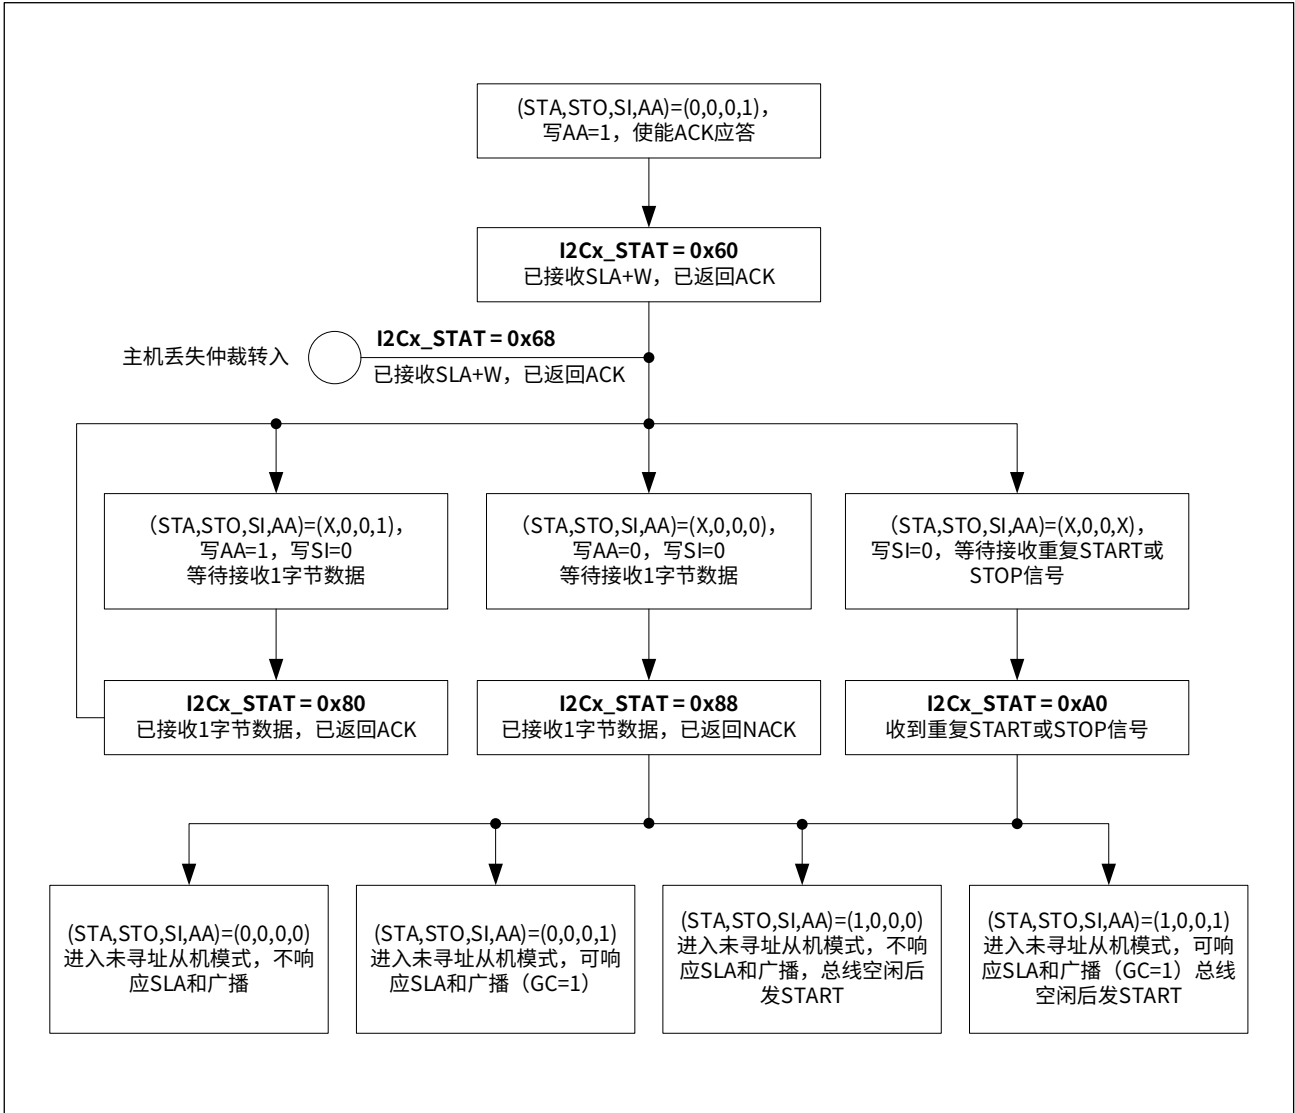 (STA,STO,SI,AA)=(0,0,0,1)，
写AA=1，使能ACK应答
I2Cx_STAT = 0x60
已接收SLA+W，已返回ACK
主机丢失仲裁转入
I2Cx_STAT = 0x68
已接收SLA+W，已返回ACK
（STA,STO,SI,AA)=(X,0,0,1)，
写AA=1，写SI=0
等待接收1字节数据
（STA,STO,SI,AA)=(X,0,0,0)，
写AA=0，写SI=0
等待接收1字节数据
（STA,STO,SI,AA)=(X,0,0,X)，
写SI=0，等待接收重复START或
STOP信号
I2Cx_STAT = 0x80
已接收1字节数据，已返回ACK
I2Cx_STAT = 0x88
已接收1字节数据，已返回NACK
I2Cx_STAT = 0xA0
收到重复START或STOP信号
(STA,STO,SI,AA)=(0,0,0,0)
进入未寻址从机模式，不响
应SLA和广播
(STA,STO,SI,AA)=(0,0,0,1)
进入未寻址从机模式，可响
应SLA和广播（GC=1）
(STA,STO,SI,AA)=(1,0,0,0)
进入未寻址从机模式，不响
应SLA和广播，总线空闲后
发START
(STA,STO,SI,AA)=(1,0,0,1)
进入未寻址从机模式，可响
应SLA和广播（GC=1）总线
空闲后发START